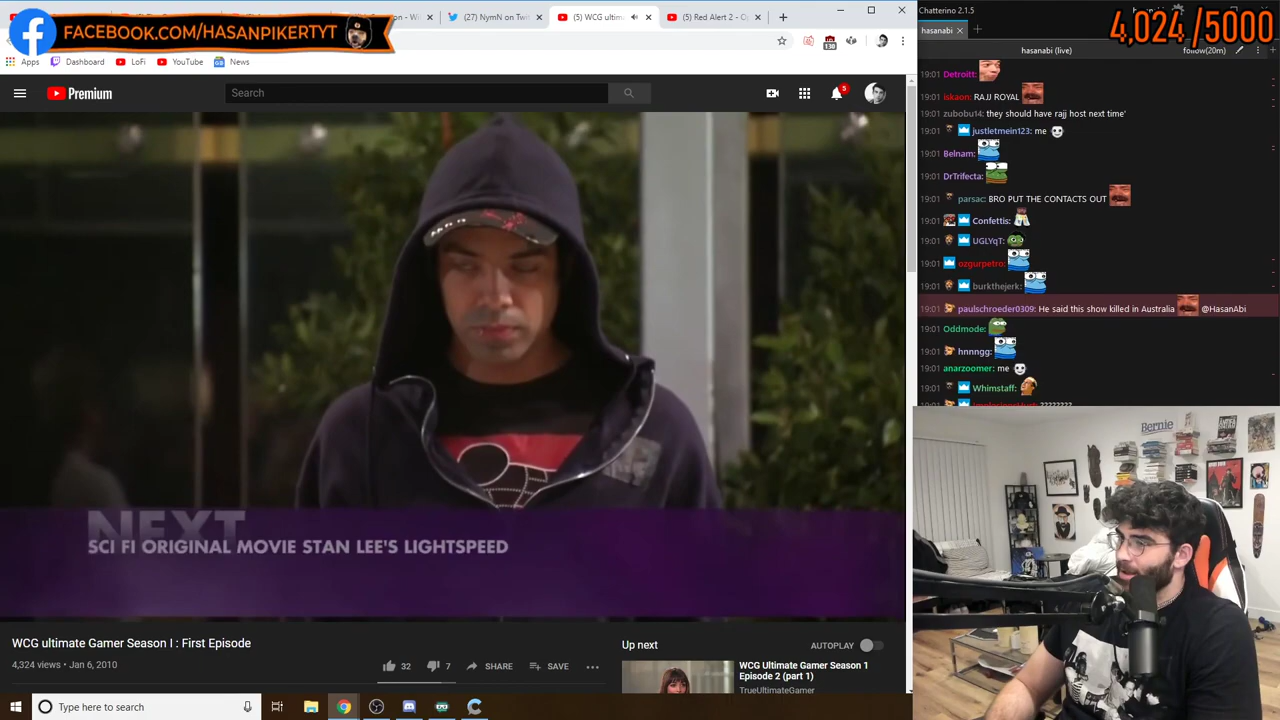 FACEBOOK.COM/HASANPIKERTYT
(27) NymN on Twit
(5) WCG ultim
(5) Red Alert 2 - O
Chatterino 2.1.5
4,024 /5000
hasanabi
hasanabi (live)
follow(20m)
Apps
Dashboard
LoFi
YouTube
News
130
Premium
Search
5
19:01 Detroitt:
19:01 iskaon: RAJJ ROYAL
19:01 zubobu14: they should have rajj host next time'
19:01 justletmein123: me
19:01 Belnam:
19:01 DrTrifecta:
19:01 parsac: BRO PUT THE CONTACTS OUT
19:01 Confettis:
19:01 UGLYqT:
19:01 ozgurpetro:
19:01 burkthejerk:
19:01 paulschroeder0309: He said this show killed in Australia @HasanAbi
19:01 Oddmode:
19:01 hnnngg:
19:01 anarzoomer: me
19:01 Whimstaff:
NEXT
SCI FI ORIGINAL MOVIE STAN LEE'S LIGHTSPEED
Bernie
WCG ultimate Gamer Season I : First Episode
4,324 views • Jan 6, 2010
32
7
SHARE
SAVE
Up next
AUTOPLAY
WCG Ultimate Gamer Season 1
Episode 2 (part 1)
TrueUltimateGamer
Type here to search